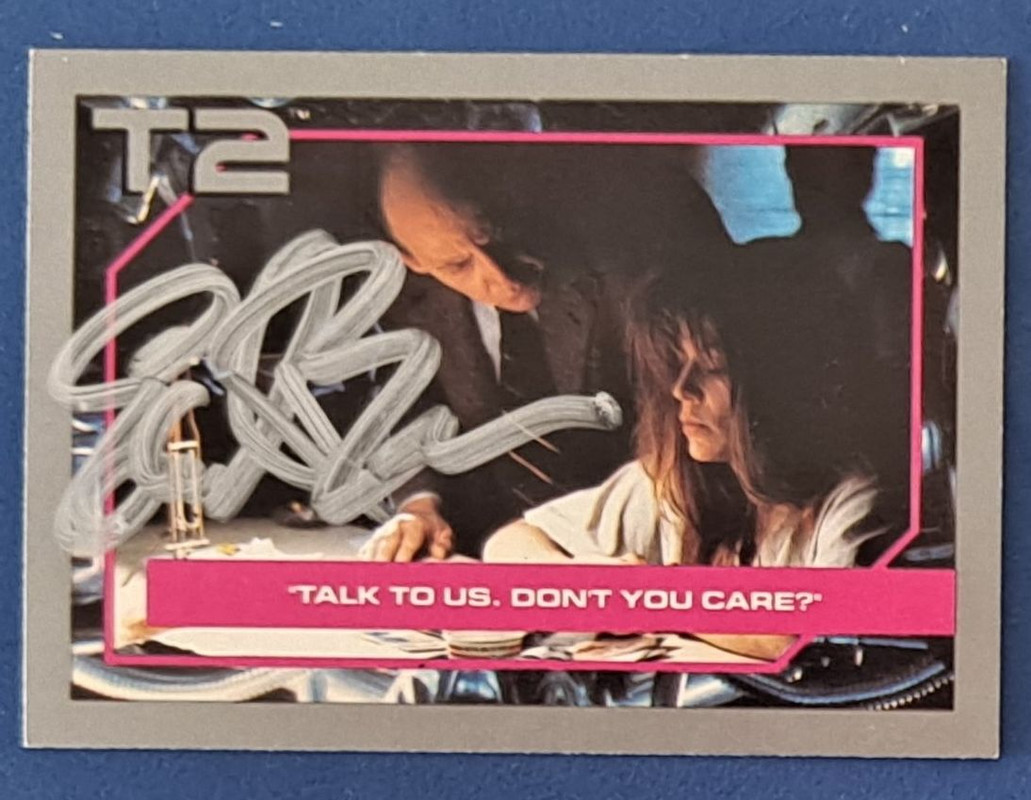 T2
"TALK TO US. DON'T YOU CARE?"